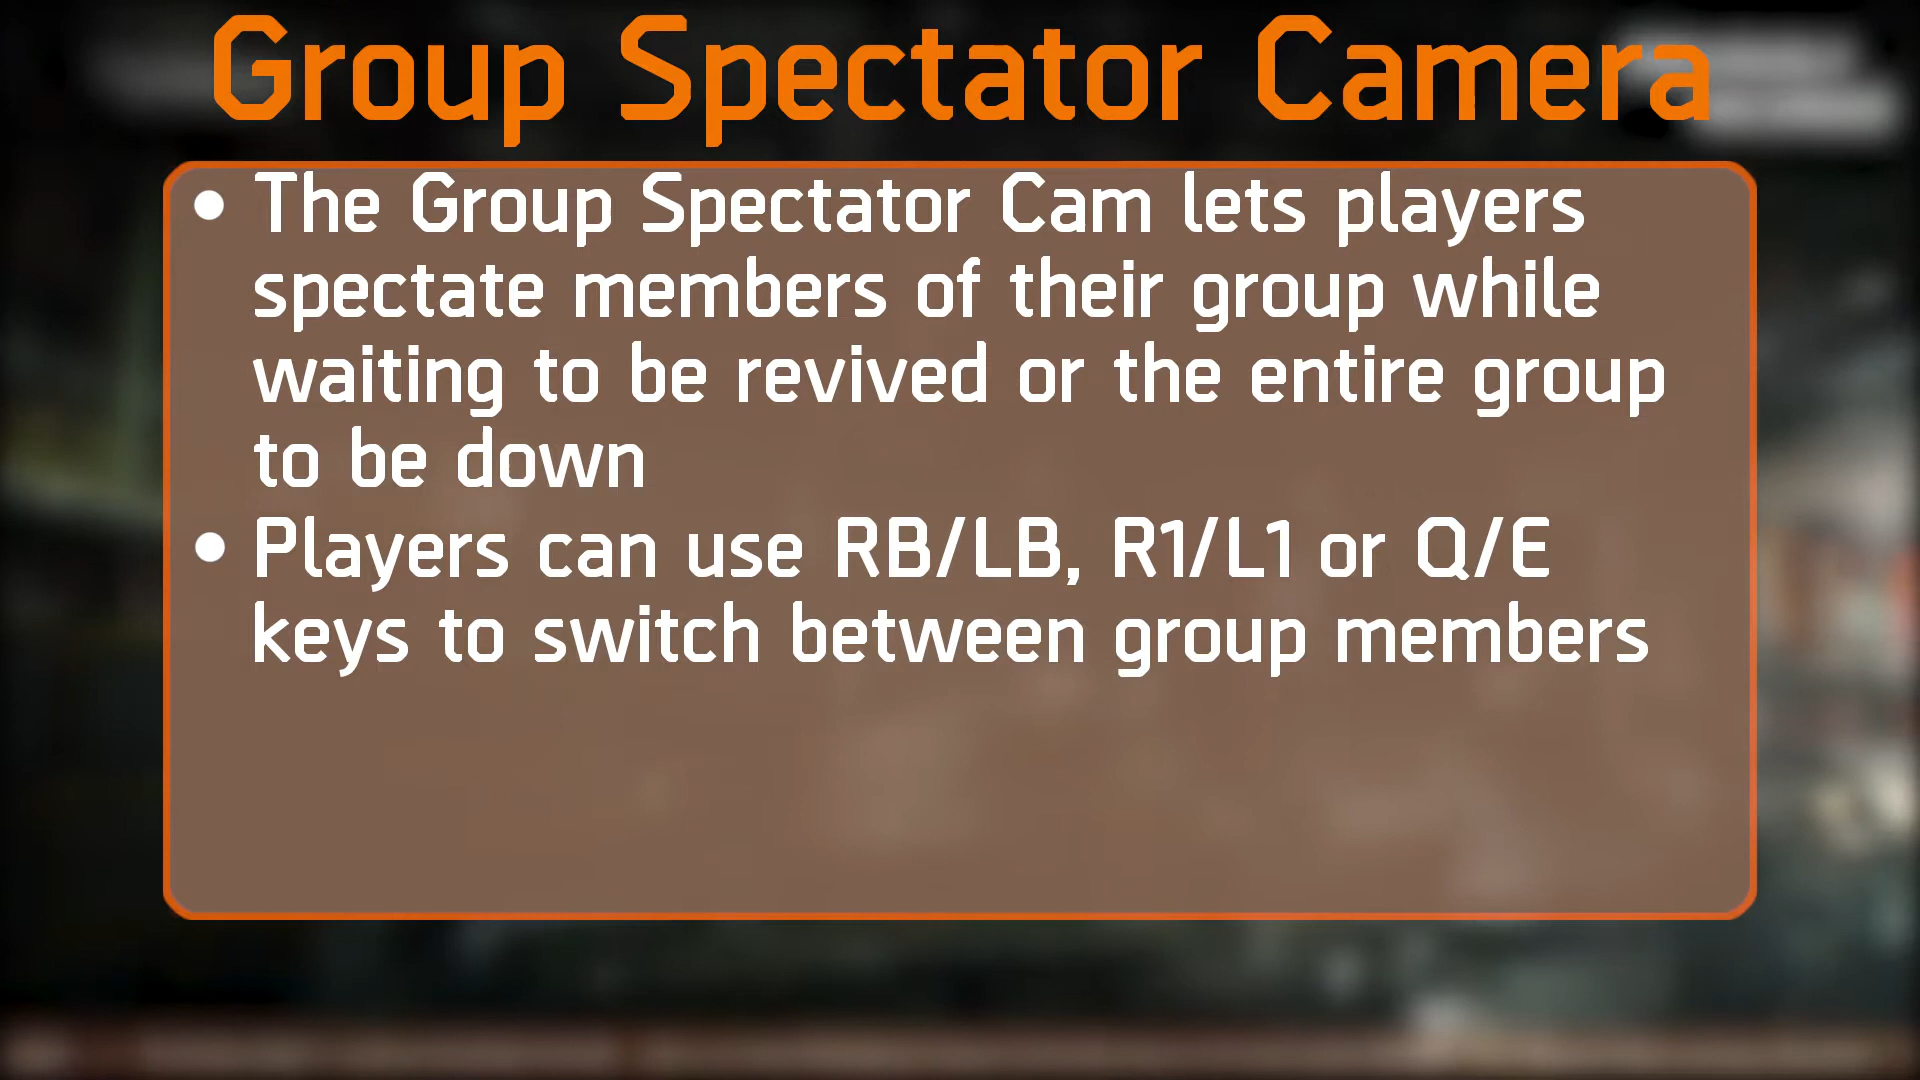 Group Spectator Camera
• The Group Spectator Cam lets players
spectate members of their group while
waiting to be revived or the entire group
to be down
• Players can use RB/LB, R1/L1 or Q/E
keys to switch between group members